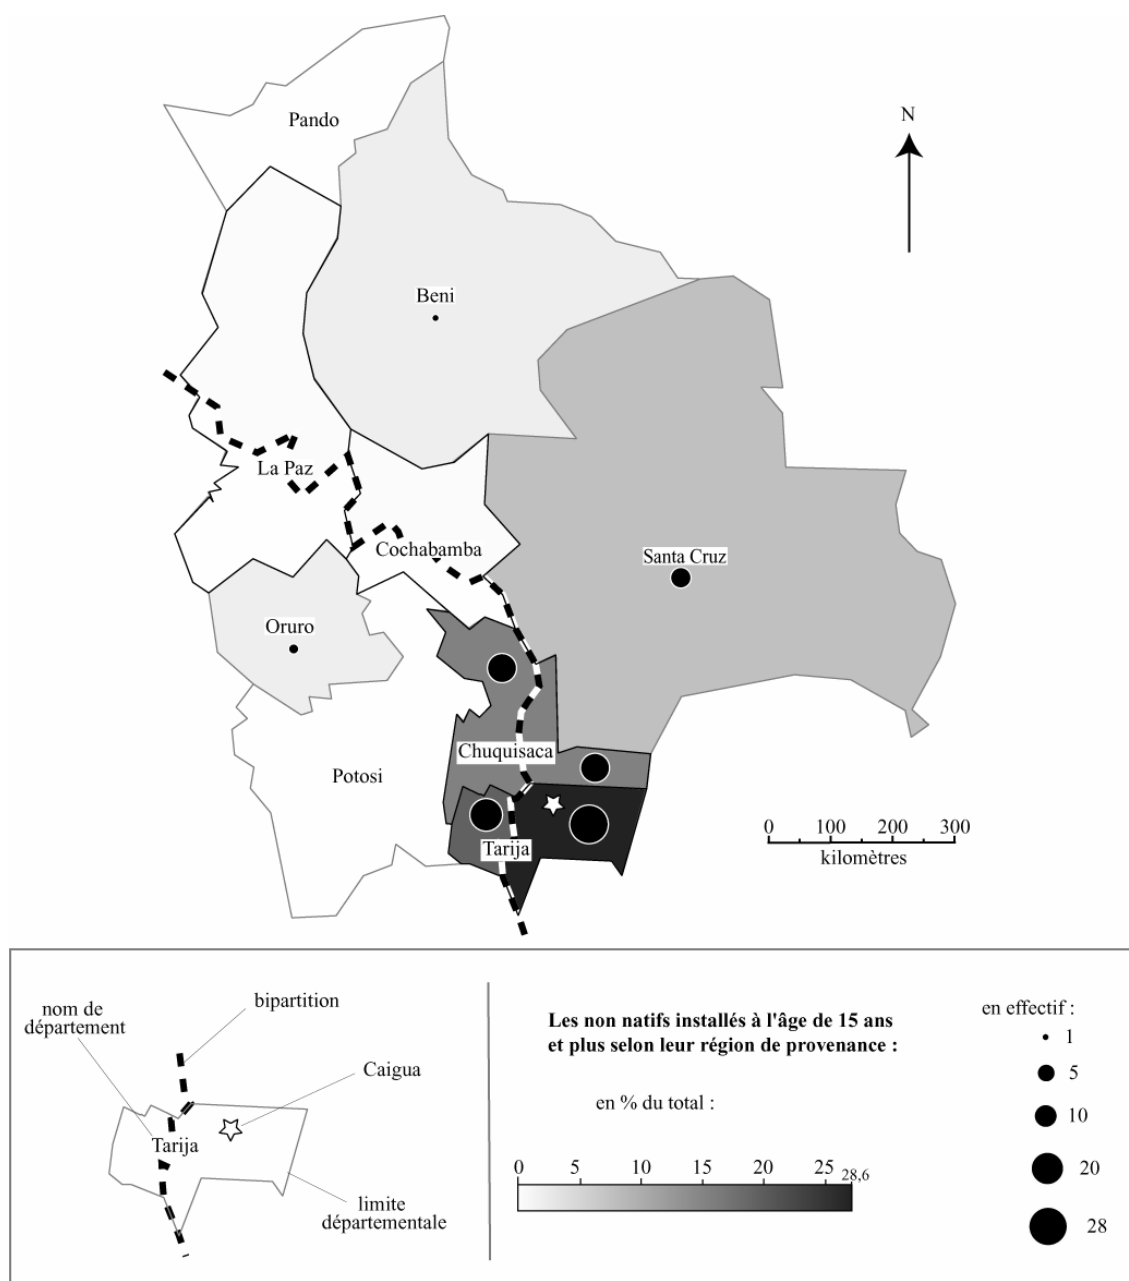 Pando
N
Beni
La Paz
Cochabamba
Santa Cruz
Oruro
Chuquisaca
Potosi
Tarija
0 100 200 300
kilomètres
nom de
département
bipartition
Caigua
Tarija
limite
départementale
Les non natifs installés à l'âge de 15 ans
et plus selon leur région de provenance :
en % du total :
0 5 10 15 20 25 28,6
en effectif :
1
5
10
20
28